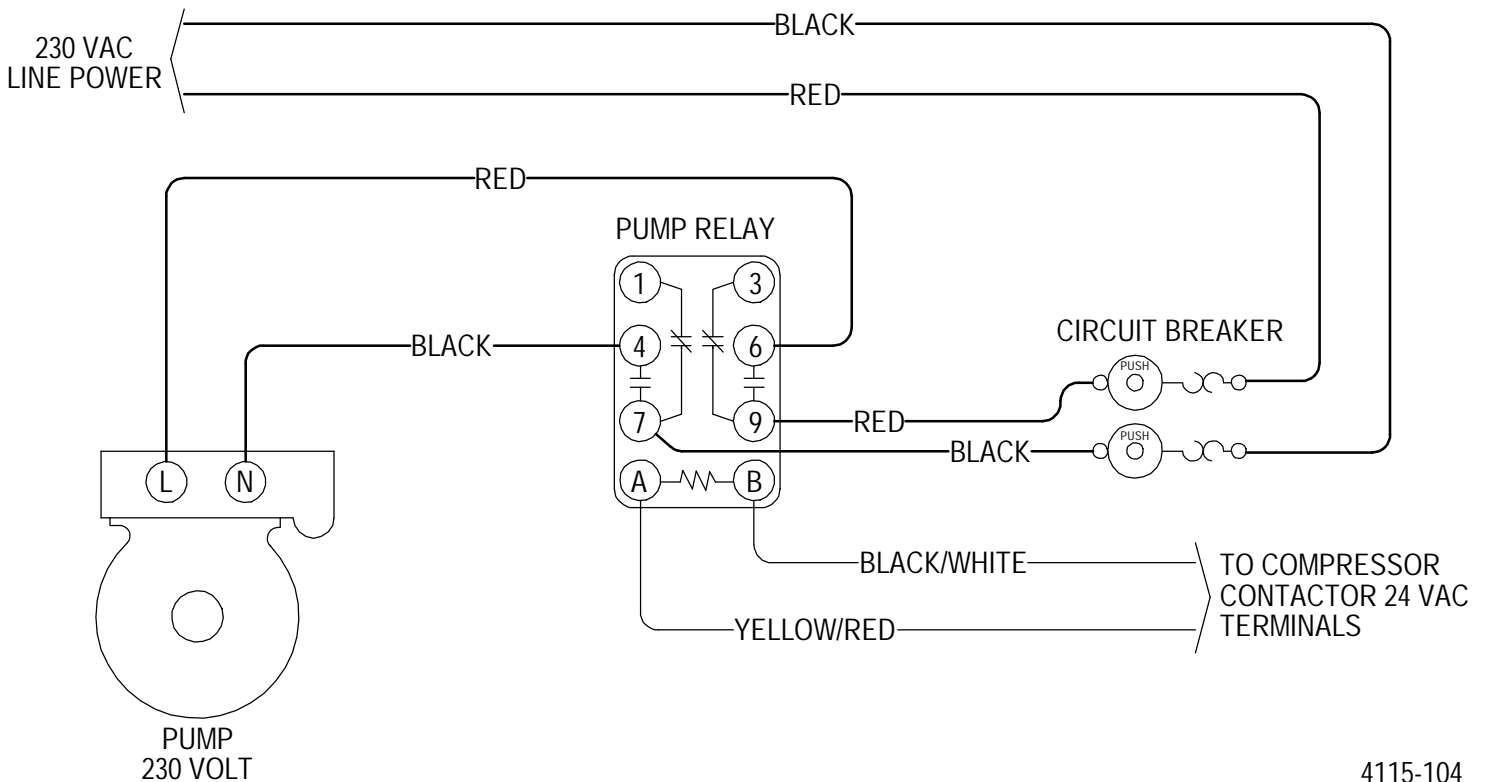 BLACK
230 VAC
LINE POWER
RED
RED
PUMP RELAY
1
3
BLACK
4
6
CIRCUIT BREAKER
PUSH
7
9
RED
PUSH
BLACK
L
N
A
B
BLACK/WHITE
TO COMPRESSOR
CONTACTOR 24 VAC
TERMINALS
YELLOW/RED
PUMP
230 VOLT
4115-104